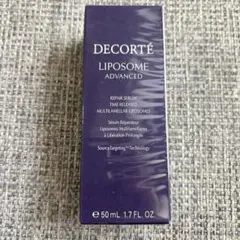 DECORTÉ
LIPOSOME
ADVANCED
REPAIR SERUM
TIME RELEASED
MULTILAMELLAR LIPOSOMES
Sérum Réparateur
Liposomes Multilamellaires
à Libération Prolongée
Technology
e 50 mL 1.7 FL. OZ.